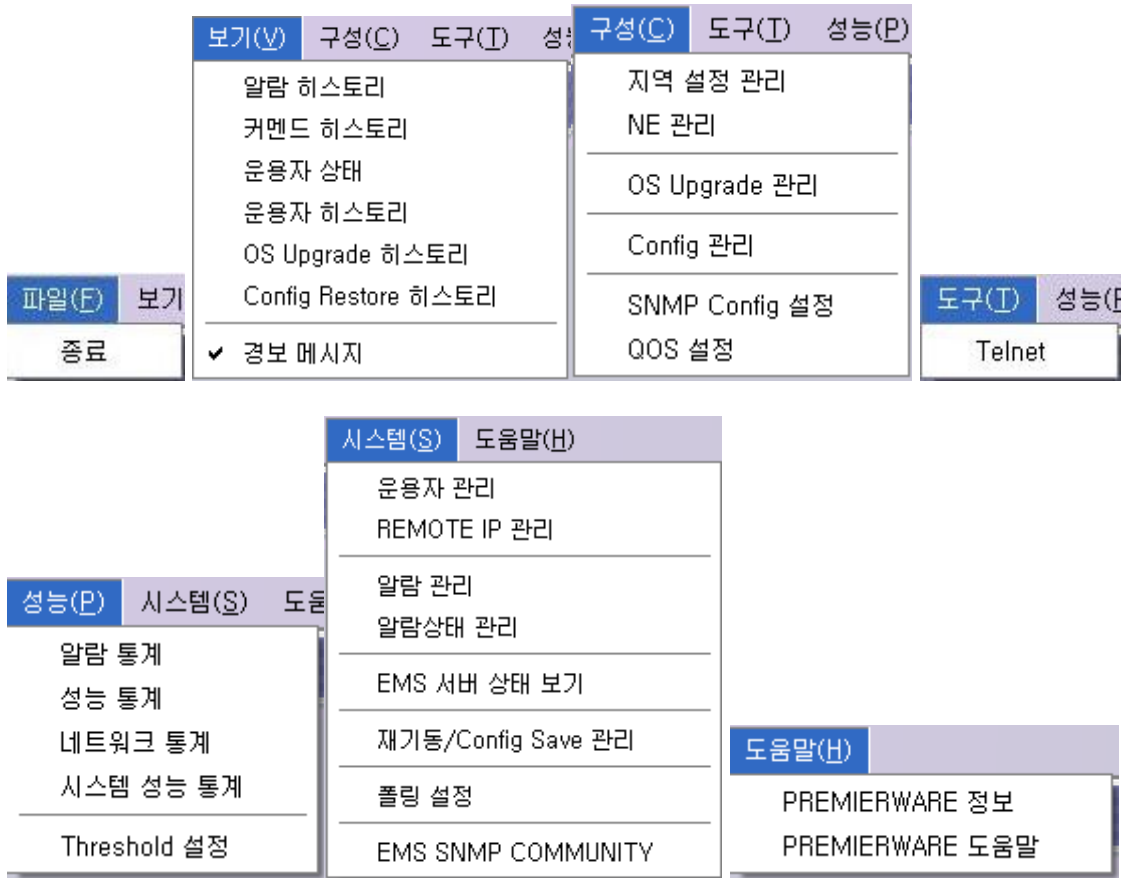 보기(V) 구성(C) 도구(T)
알람 히스토리
커멘드 히스토리
운용자 상태
운용자 히스토리
OS Upgrade 히스토리
Config Restore 히스토리
경보 메시지
구성(C) 도구(T) 성능(P)
지역 설정 관리
NE 관리
OS Upgrade 관리
Config 관리
SNMP Config 설정
QOS 설정
파일(F) 보기
종료
도구(T) 성능(P
Telnet
성능(P) 시스템(S)
알람 통계
성능 통계
네트워크 통계
시스템 성능 통계
Threshold 설정
시스템(S) 도움말(H)
운용자 관리
REMOTE IP 관리
알람 관리
알람상태 관리
EMS 서버 상태 보기
재기동/Config Save 관리
폴링 설정
EMS SNMP COMMUNITY
도움말(H)
PREMIERWARE 정보
PREMIERWARE 도움말